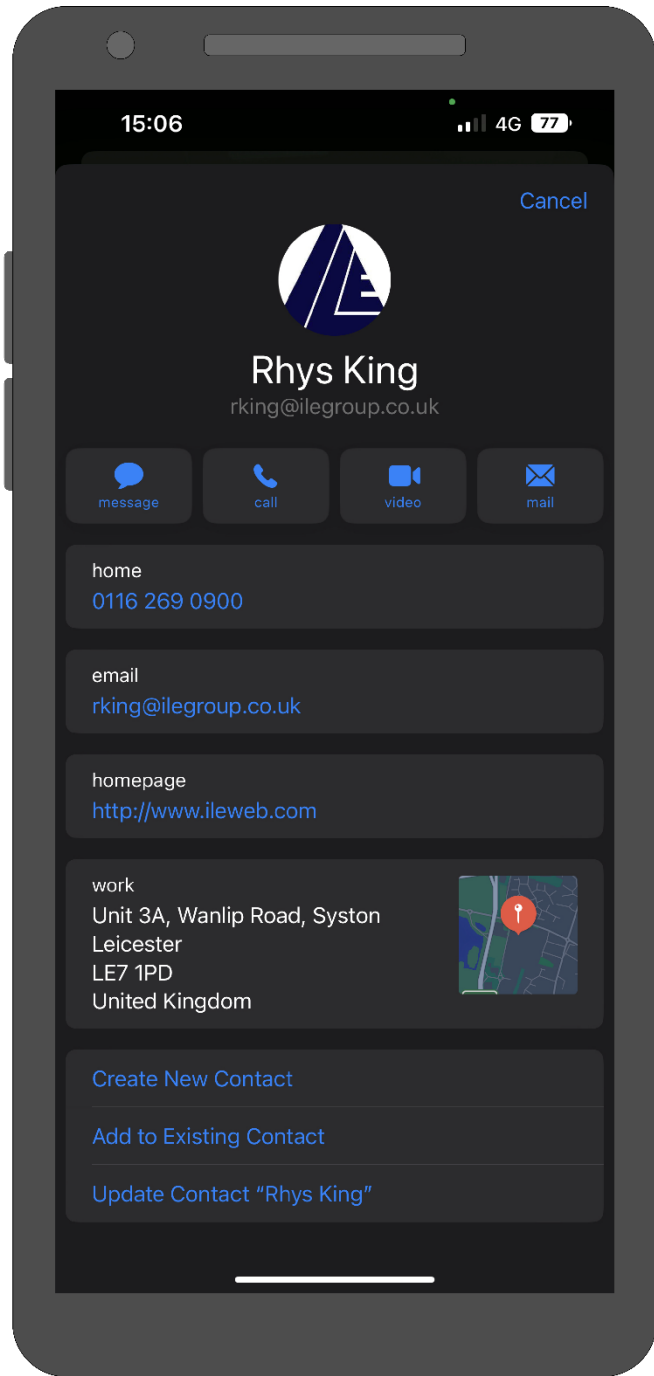 15:06
4G 77
Cancel
ILE
Rhys King
rking@ilegroup.co.uk
message call video mail
home
0116 269 0900
email
rking@ilegroup.co.uk
homepage
http://www.ileweb.com
work
Unit 3A, Wanlip Road, Syston
Leicester
LE7 1PD
United Kingdom
Create New Contact
Add to Existing Contact
Update Contact “Rhys King”